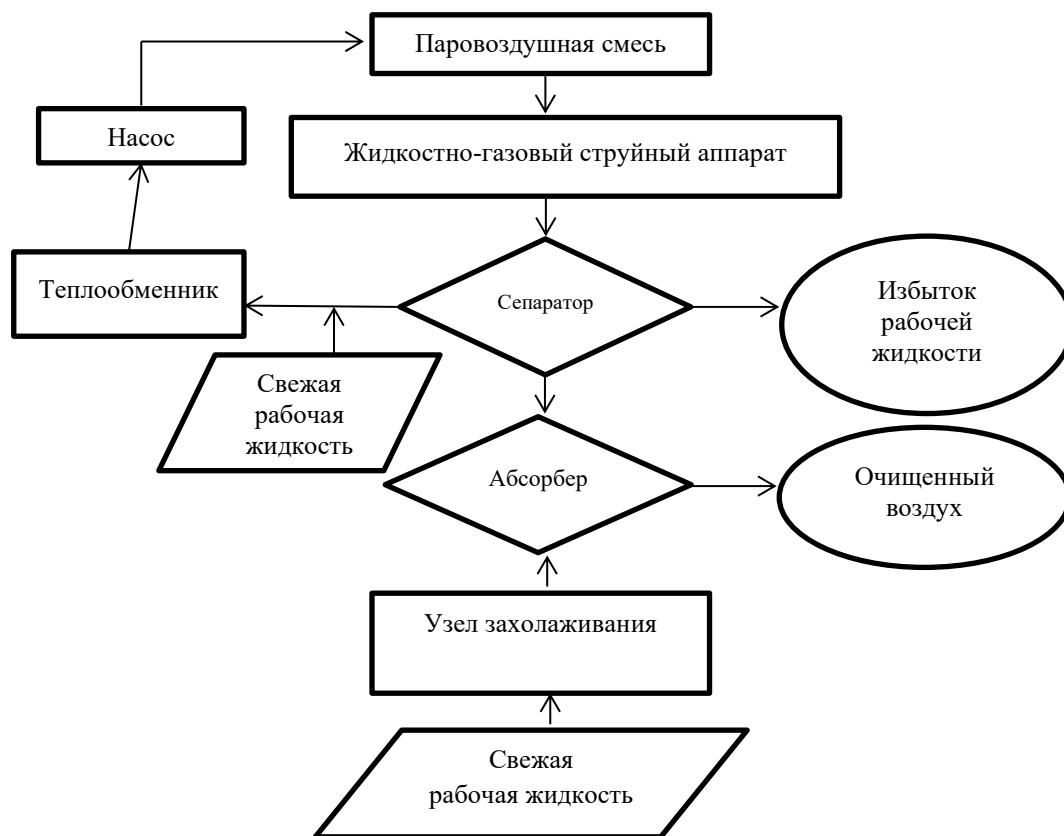 Паровоздушная смесь
Насос
Жидкостно-газовый струйный аппарат
Теплообменник
Сепаратор
Избыток
рабочей
жидкости
Свежая
рабочая
жидкость
Абсорбер
Очищенный
воздух
Узел захолаживания
Свежая
рабочая жидкость